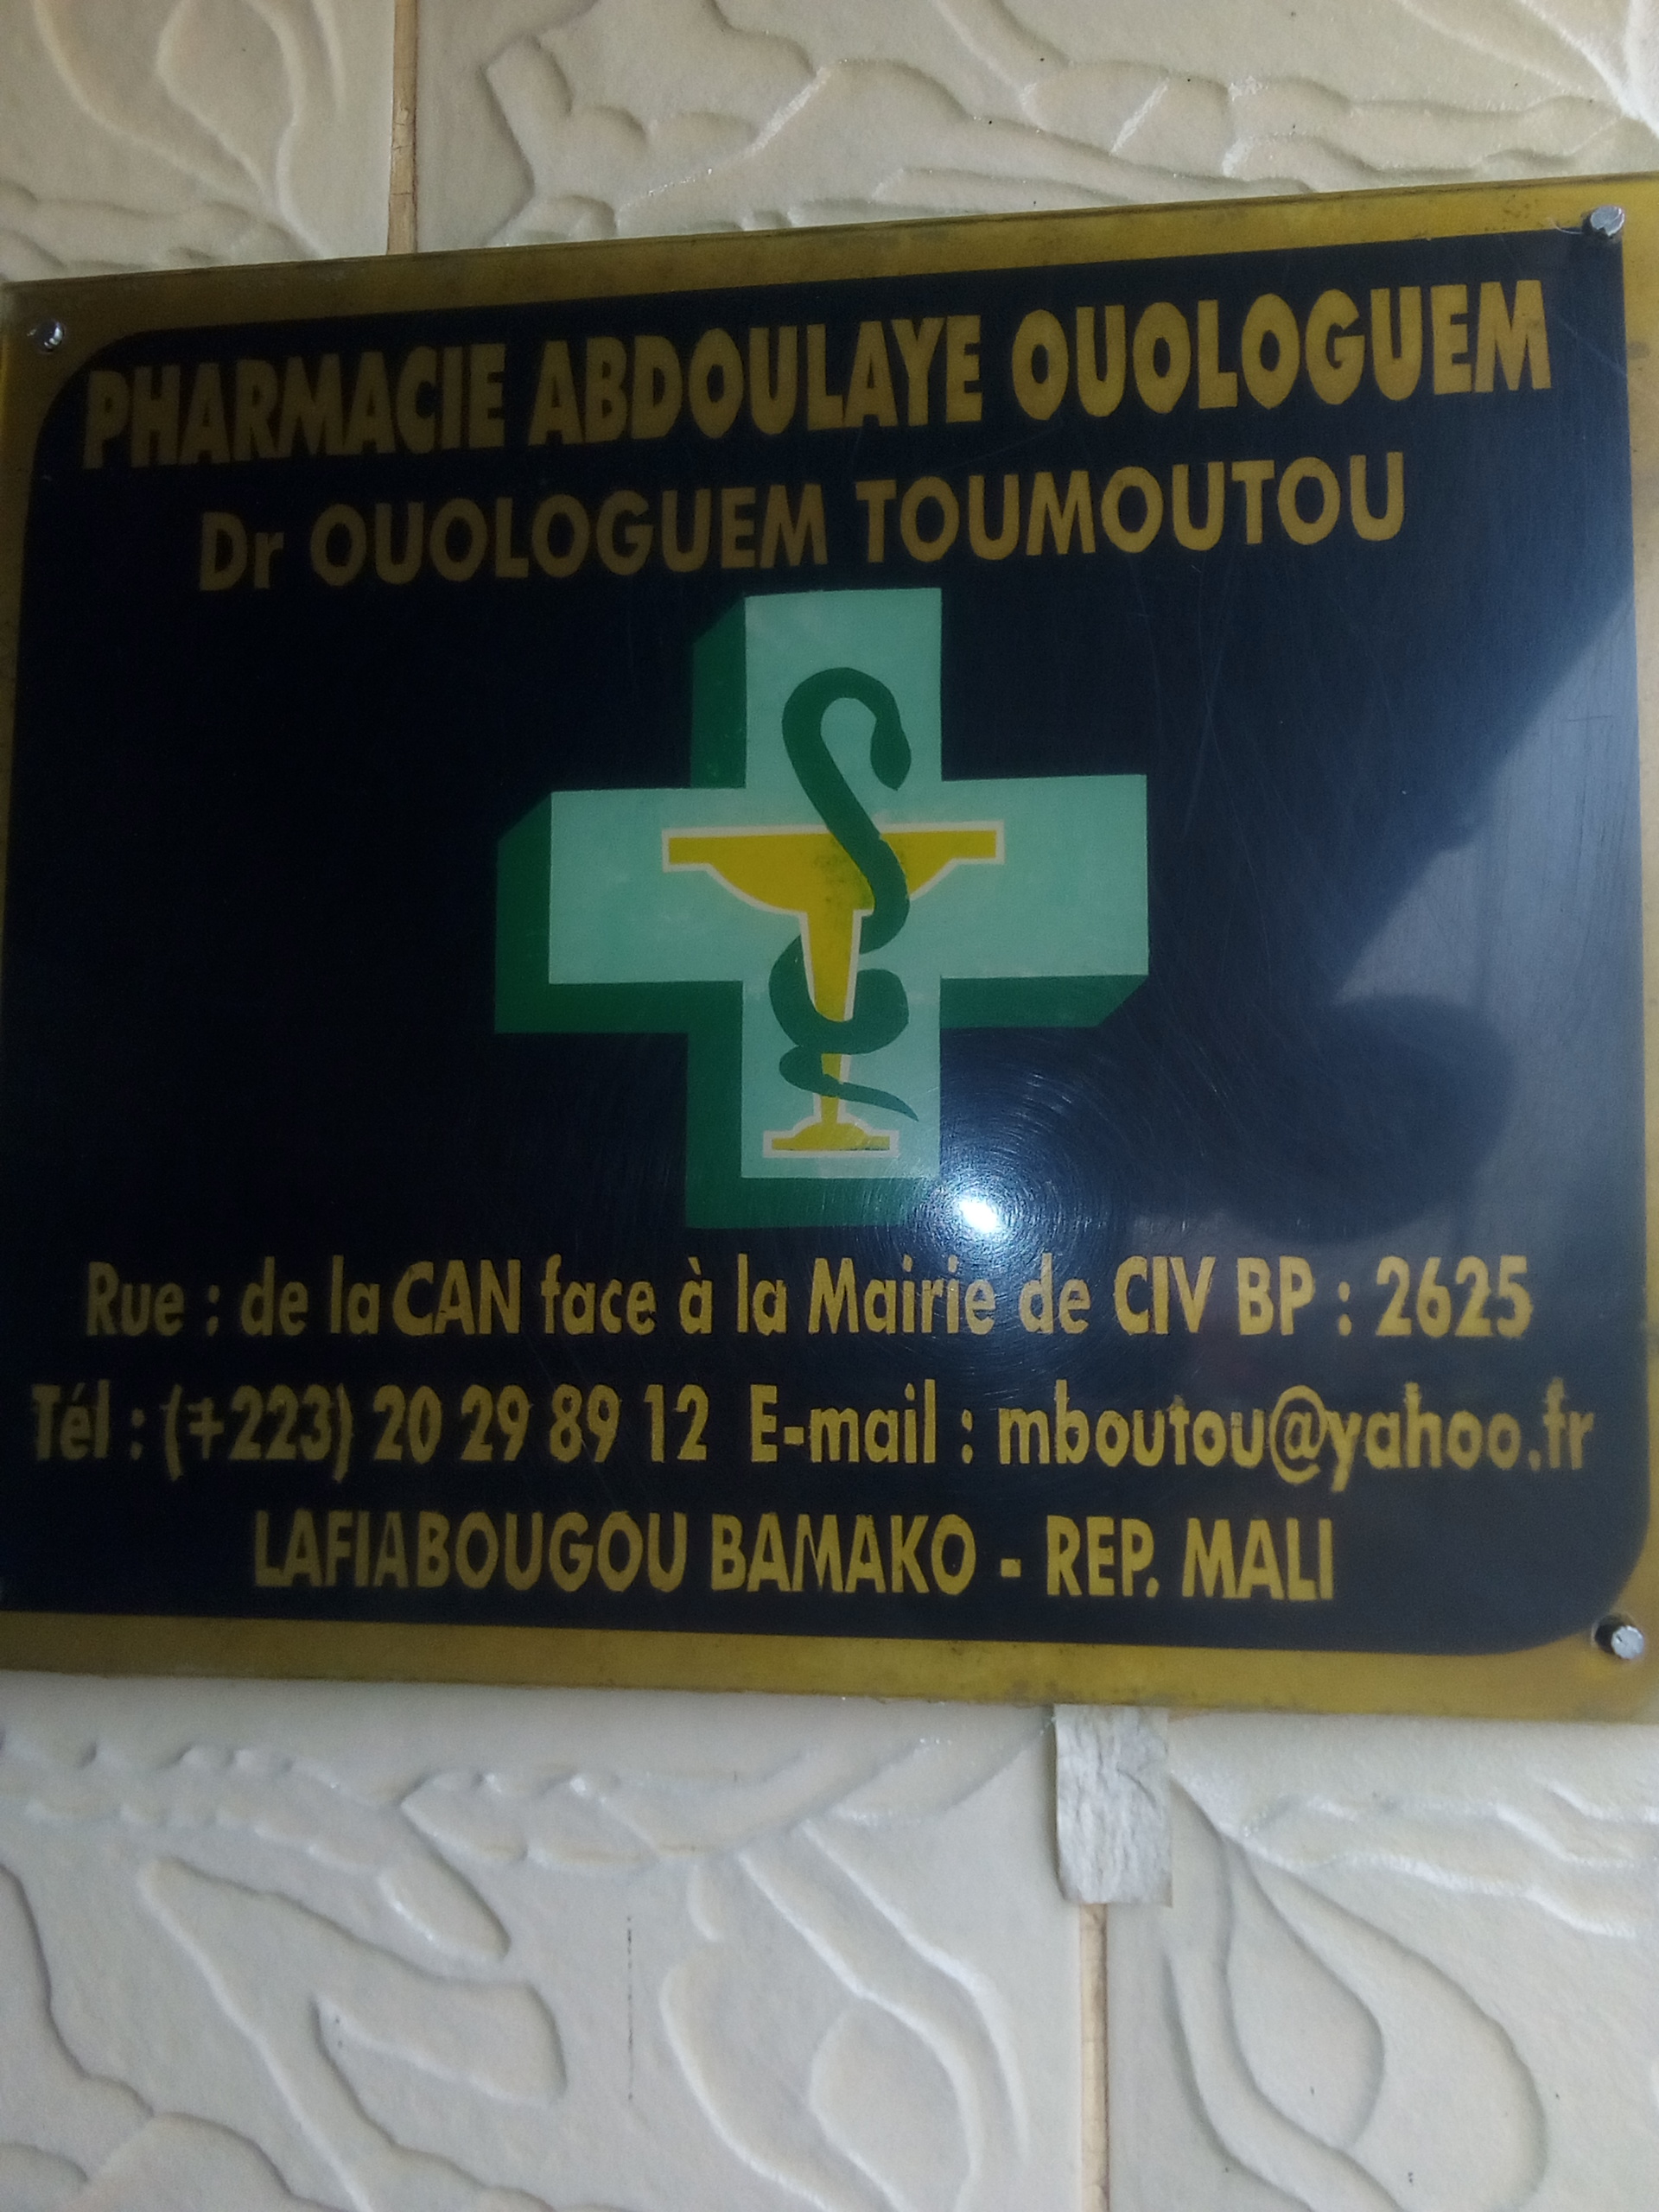 PHARMACIE ABDOULAYE OUOLOGUEM
Dr OUOLOGUEM TOUMOUTOU
Rue : de la CAN face à la Mairie de CIV BP : 2625
Tél : (+223) 20 29 89 12 E-mail : mboutou@yahoo.fr
LAFIABOUGOU BAMAKO - REP. MALI